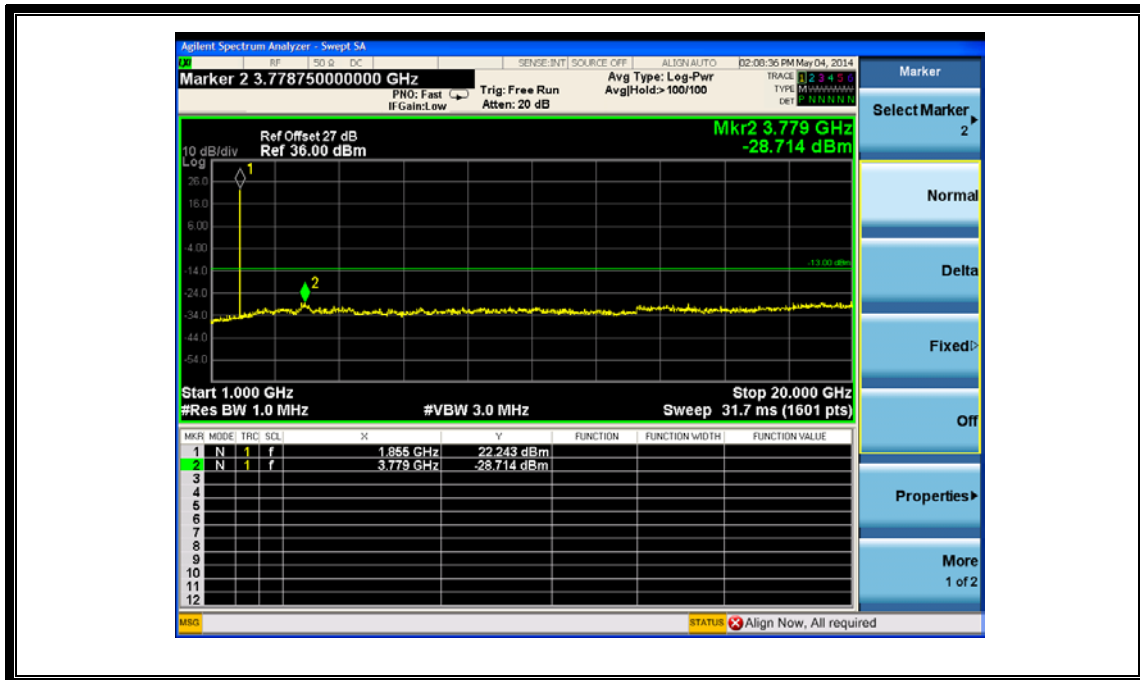 Agilent Spectrum Analyzer - Swept SA
RF 50 Ω DC SENSE:INT SOURCE OFF ALIGN AUTO 02:08:36 PM May 04, 2014
Marker 2 3.778750000000 GHz
PNO: Fast
IFGain:Low
Trig: Free Run
Atten: 20 dB
Avg Type: Log-Pwr
Avg|Hold:> 100/100
TRACE 1 2 3 4 5 6
TYPE M
DET P N N N N N
Mkr2 3.779 GHz
-28.714 dBm
Ref Offset 27 dB
Ref 36.00 dBm
10 dB/div
Log
1
26.0
16.0
6.00
-4.00
-13.00 dBm
-14.0
2
-24.0
-34.0
-44.0
-54.0
Start 1.000 GHz Stop 20.000 GHz
#Res BW 1.0 MHz #VBW 3.0 MHz Sweep 31.7 ms (1601 pts)
MKR MODE TRC SCL X Y FUNCTION FUNCTION WIDTH FUNCTION VALUE
1 N 1 f 1.855 GHz 22.243 dBm
2 N 1 f 3.779 GHz -28.714 dBm
3
4
5
6
7
8
9
10
11
12
MSG STATUS Align Now, All required
Marker
Select Marker
2
Normal
Delta
Fixed
Off
Properties
More
1 of 2